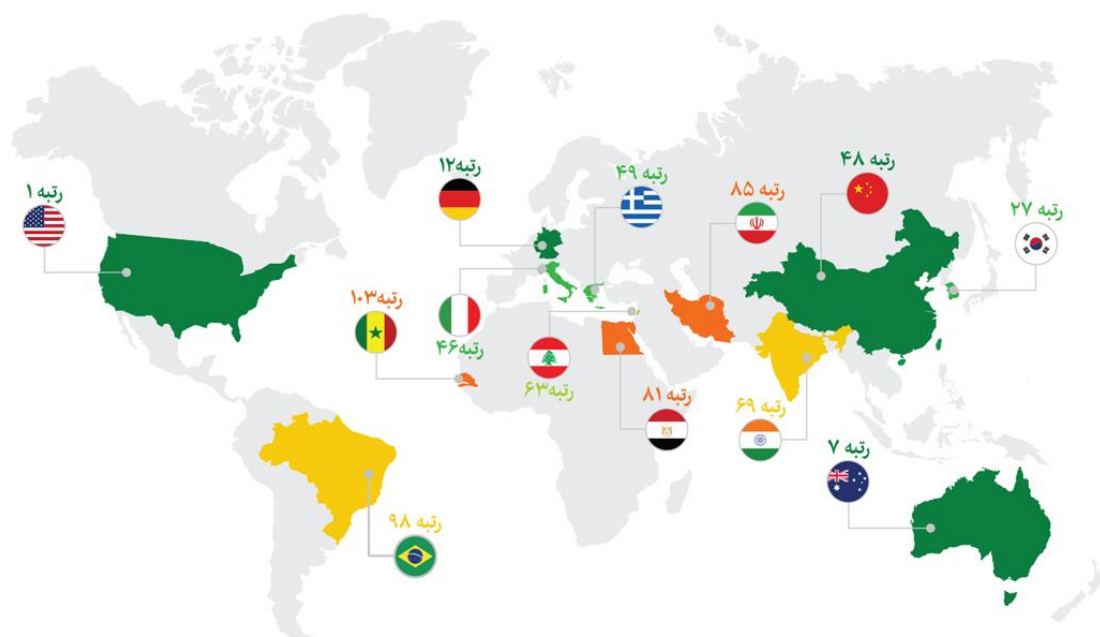 رتبه ۱
رتبه۱۲
رتبه ۴۹
رتبه ۸۵
رتبه ۴۸
رتبه ۲۷
رتبه۱۰۳
رتبه۴۶
رتبه۶۳
رتبه ۸۱
رتبه ۶۹
رتبه ۷
رتبه ۹۸